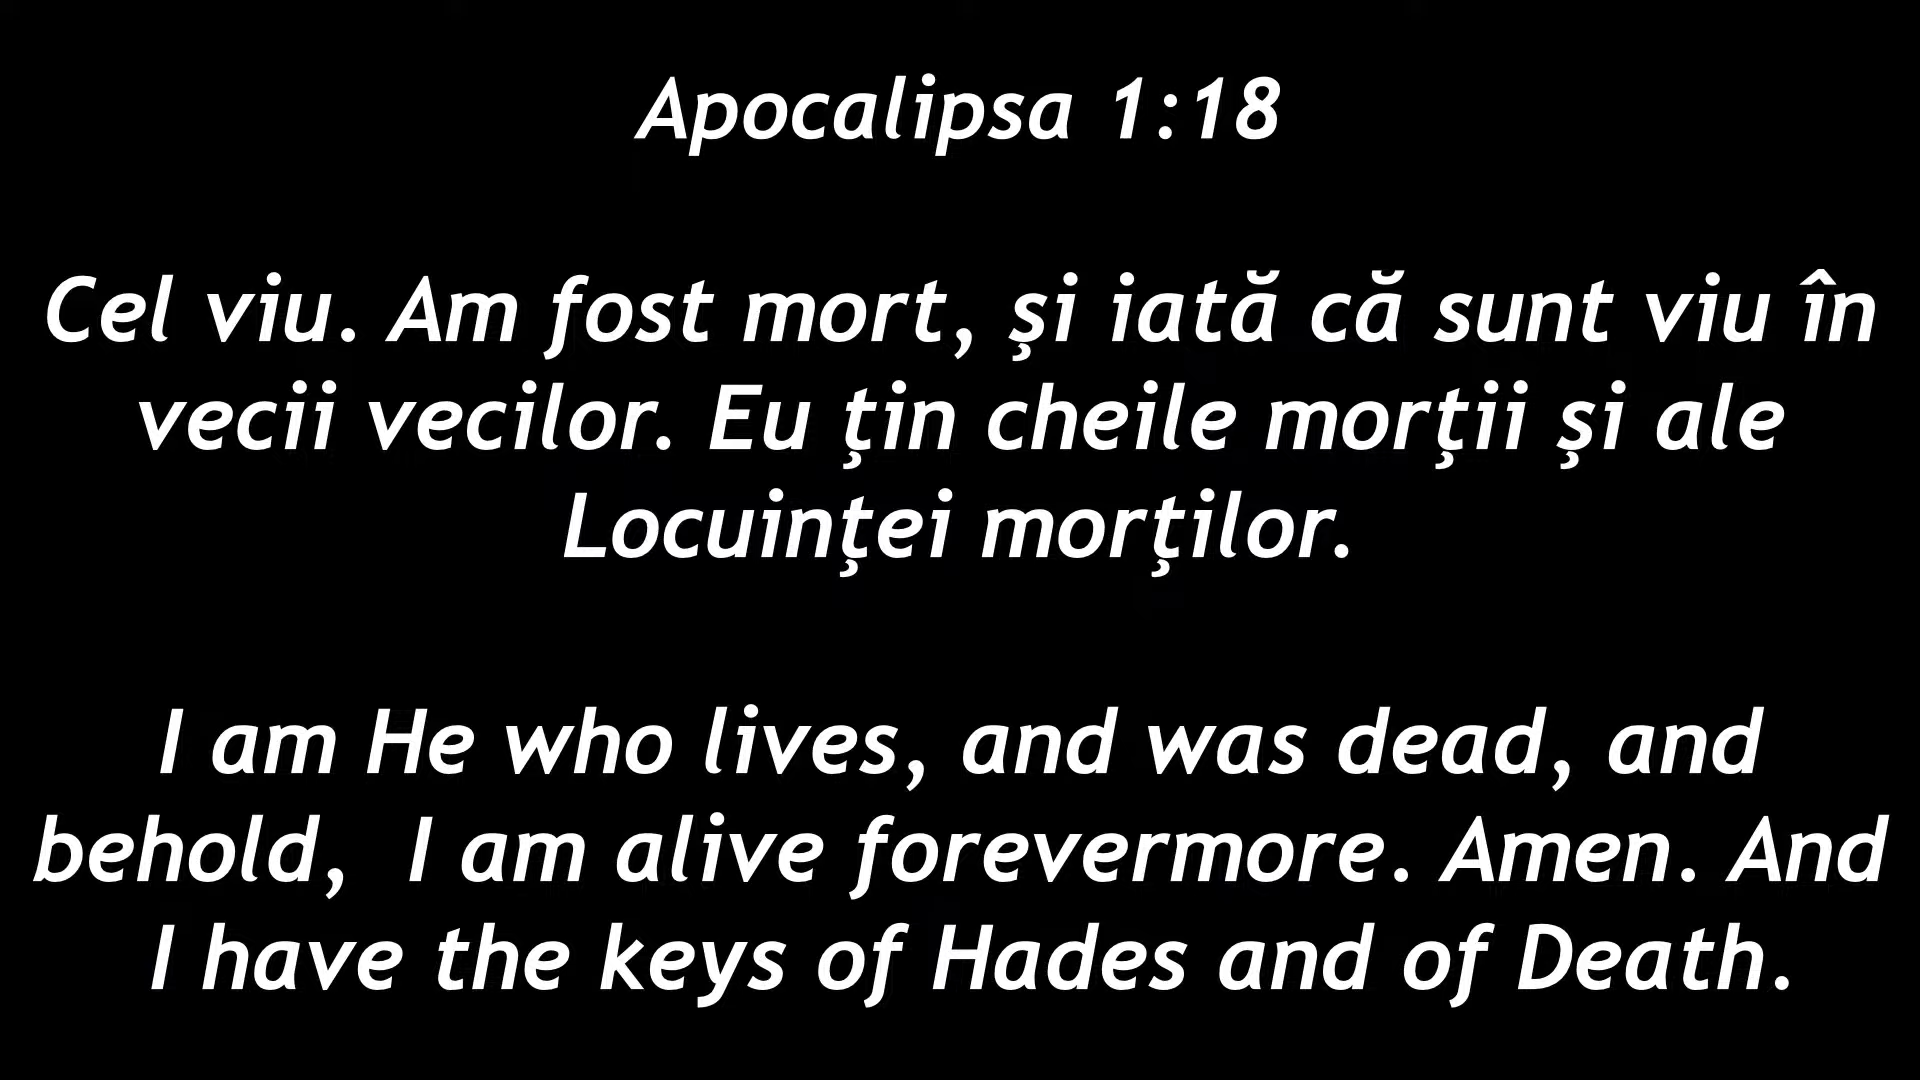 Apocalipsa 1:18
Cel viu. Am fost mort, şi iată că sunt viu în
vecii vecilor. Eu ţin cheile morţii şi ale
Locuinţei morţilor.
I am He who lives, and was dead, and
behold,  I am alive forevermore. Amen. And
I have the keys of Hades and of Death.